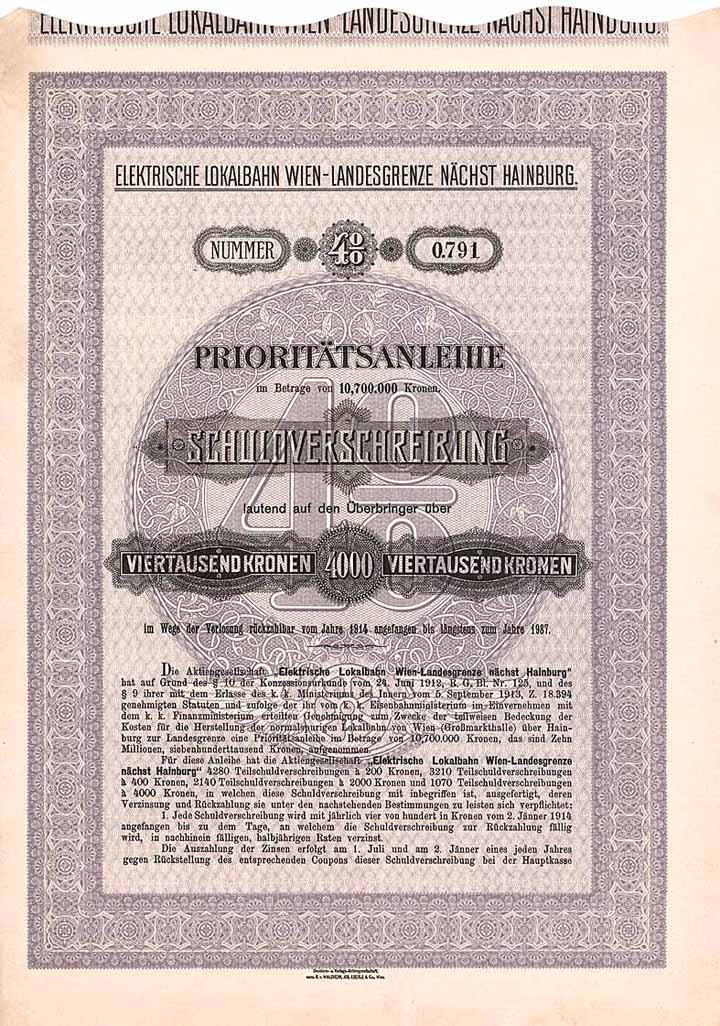 ELEKTRISCHE LOKALBAHN WIEN-LANDESGRENZE NÄCHST HAINBURG.
ELEKTRISCHE LOKALBAHN WIEN-LANDESGRENZE NÄCHST HAINBURG.
NUMMER 4% 0.791
PRIORITÄTSANLEIHE
im Betrage von 10,700.000 Kronen.
SCHULDVERSCHREIBUNG
lautend auf den Überbringer über
VIERTAUSEND KRONEN 4000 VIERTAUSEND KRONEN
im Wege der Verlosung rückzahlbar vom Jahre 1914 angefangen bis längstens zum Jahre 1987.
Die Aktiengesellschaft „Elektrische Lokalbahn Wien-Landesgrenze nächst Hainburg"
hat auf Grund des § 10 der Konzessionsurkunde vom 24. Juni 1912, R. G. Bl. Nr. 125, und des
§ 9 ihrer mit dem Erlasse des k. k. Ministeriums des Innern vom 5. September 1913, Z. 18.394
genehmigten Statuten und zufolge der ihr vom k. k. Eisenbahnministerium im Einvernehmen mit
dem k. k. Finanzministerium erteilten Genehmigung zum Zwecke der teilweisen Bedeckung der
Kosten für die Herstellung der normalspurigen Lokalbahn von Wien (Großmarkthalle) über Hain-
burg zur Landesgrenze eine Prioritätsanleihe im Betrage von 10,700.000 Kronen, das sind Zehn
Millionen, siebenhunderttausend Kronen, aufgenommen.
Für diese Anleihe hat die Aktiengesellschaft „Elektrische Lokalbahn Wien-Landesgrenze
nächst Hainburg" 4280 Teilschuldverschreibungen à 200 Kronen, 3210 Teilschuldverschreibungen
à 400 Kronen, 2140 Teilschuldverschreibungen à 2000 Kronen und 1070 Teilschuldverschreibungen
à 4000 Kronen, in welchen diese Schuldverschreibung mit inbegriffen ist, ausgefertigt, deren
Verzinsung und Rückzahlung sie unter den nachstehenden Bestimmungen zu leisten sich verpflichtet:
1. Jede Schuldverschreibung wird mit jährlich vier von hundert in Kronen vom 2. Jänner 1914
angefangen bis zu dem Tage, an welchem die Schuldverschreibung zur Rückzahlung fällig
wird, in nachhinein fälligen, halbjährigen Raten verzinst.
Die Auszahlung der Zinsen erfolgt am 1. Juli und am 2. Jänner eines jeden Jahres
gegen Rückstellung des entsprechenden Coupons dieser Schuldverschreibung bei der Hauptkasse
Druckerei- u. Verlags-Aktiengesellschaft
vorm. R. v. WALDHEIM, JOS. EBERLE & Co., Wien.